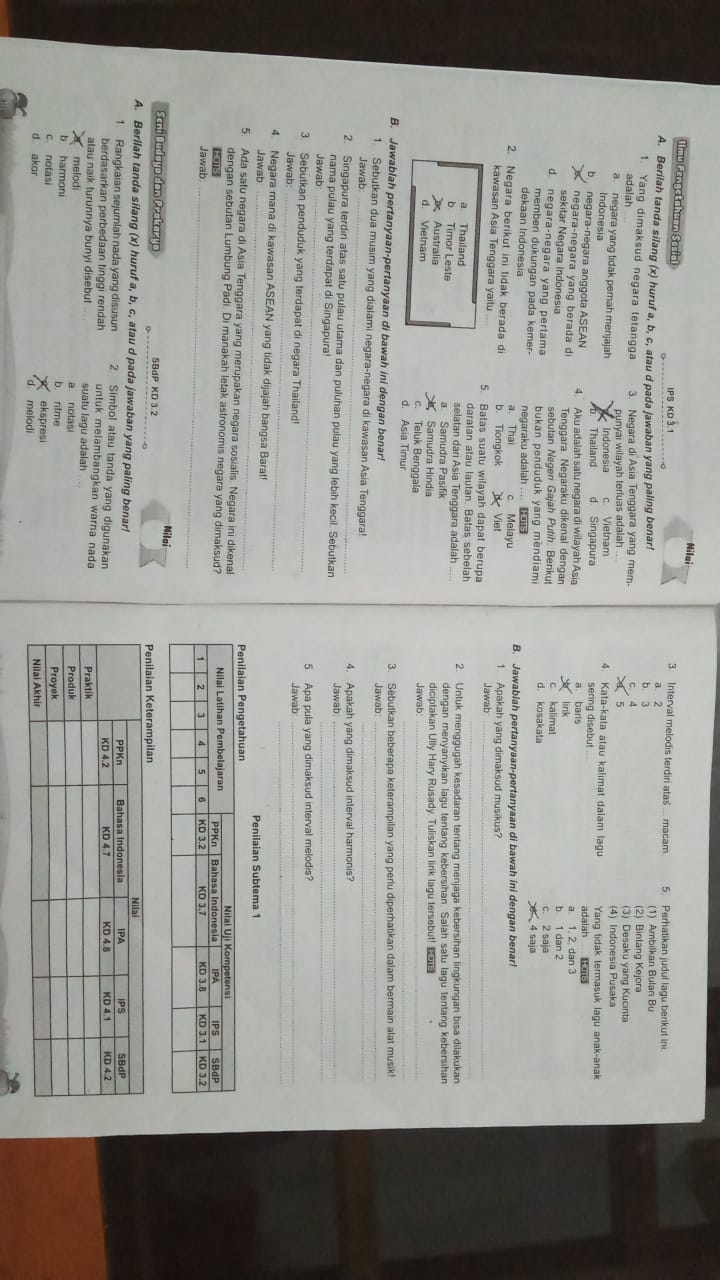 Ilmu Pengetahuan Sosial
IPS KD 3.1
Nilai
A. Berilah tanda silang (x) huruf a, b, c, atau d pada jawaban yang paling benar!
1. Yang dimaksud negara tetangga
adalah ....
a. negara yang tidak pernah menjajah
Indonesia
b. negara-negara anggota ASEAN
c. negara-negara yang berada di
sekitar Negara Indonesia
d. negara-negara yang pertama
memberi dukungan pada kemer-
dekaan Indonesia
2. Negara berikut ini tidak berada di
kawasan Asia Tenggara yaitu ....
a Thailand
b Timor Leste
Australia
d. Vietnam
3. Negara di Asia Tenggara yang mem-
punyai wilayah terluas adalah ....
Indonesia c. Vietnam
b. Thailand d. Singapura
4. Aku adalah satu negara di wilayah Asia
Tenggara. Negaraku dikenal dengan
sebutan Negeri Gajah Putih. Berikut
bukan penduduk yang mendiami
negaraku adalah .... HOTS
a. Thai c. Melayu
b. Tiongkok Viet
5. Batas suatu wilayah dapat berupa
daratan atau lautan. Batas sebelah
selatan dari Asia Tenggara adalah ....
a. Samudra Pasifik
Samudra Hindia
c. Teluk Benggala
d. Asia Timur
B. Jawablah pertanyaan-pertanyaan di bawah ini dengan benar!
1. Sebutkan dua musim yang dialami negara-negara di kawasan Asia Tenggara!
Jawab:
2. Singapura terdiri atas satu pulau utama dan puluhan pulau yang lebih kecil. Sebutkan
nama pulau yang terdapat di Singapura!
Jawab:
3. Sebutkan penduduk yang terdapat di negara Thailand!
Jawab:
4. Negara mana di kawasan ASEAN yang tidak dijajah bangsa Barat!
Jawab
5. Ada satu negara di Asia Tenggara yang merupakan negara sosialis. Negara ini dikenal
dengan sebutan Lumbung Padi. Di manakah letak astronomis negara yang dimaksud?
HOTS
Jawab:
Seni Budaya dan Prakarya
SBdP KD 3.2
Nilai
A. Berilah tanda silang (x) huruf a, b, c, atau d pada jawaban yang paling benar!
1 Rangkaian sejumlah nada yang disusun
berdasarkan perbedaan tinggi rendah
atau naik turunnya bunyi disebut ....
melodi
b harmoni
c. notasi
d. akor
2 Simbol atau tanda yang digunakan
untuk melambangkan warna nada
suatu lagu adalah ....
a notasi
b ritme
ekspresi
d. melodi
3. Interval melodis terdiri atas ... macam
a 2
b 3
c. 4
5
4. Kata-kata atau kalimat dalam lagu
sering disebut ....
a. baris
lirik
c. kalimat
d. kosakata
5. Perhatikan judul lagu berikut ini.
(1) Ambilkan Bulan Bu
(2) Bintang Kejora
(3) Desaku yang Kucinta
(4) Indonesia Pusaka
Yang tidak termasuk lagu anak-anak
adalah .... HOTS
a. 1, 2, dan 3
b. 1 dan 2
c. 2 saja
4 saja
B. Jawablah pertanyaan-pertanyaan di bawah ini dengan benar!
1. Apakah yang dimaksud musikus?
Jawab:
2. Untuk menggugah kesadaran tentang menjaga kebersihan lingkungan bisa dilakukan
dengan menyanyikan lagu tentang kebersihan. Salah satu lagu tentang kebersihan
diciptakan Ully Hary Rusady. Tuliskan lirik lagu tersebut! HOTS
Jawab:
3. Sebutkan beberapa keterampilan yang perlu diperhatikan dalam bermain alat musik!
Jawab:
4. Apakah yang dimaksud interval harmonis?
Jawab:
5 Apa pula yang dimaksud interval melodis?
Jawab:
Penilaian Subtema 1
Penilaian Pengetahuan
Nilai Latihan Pembelajaran Nilai Uji Kompetensi
PPKn Bahasa Indonesia IPA IPS SBdP
1 2 3 4 5 6 KD 3.2 KD 3.7 KD 3.8 KD 3.1 KD 3.2
Penilaian Keterampilan
Nilai
PPKn Bahasa Indonesia IPA IPS SBdP
KD 4.2 KD 4.7 KD 4.8 KD 4.1 KD 4.2
Praktik
Produk
Proyek
Nilai Akhir